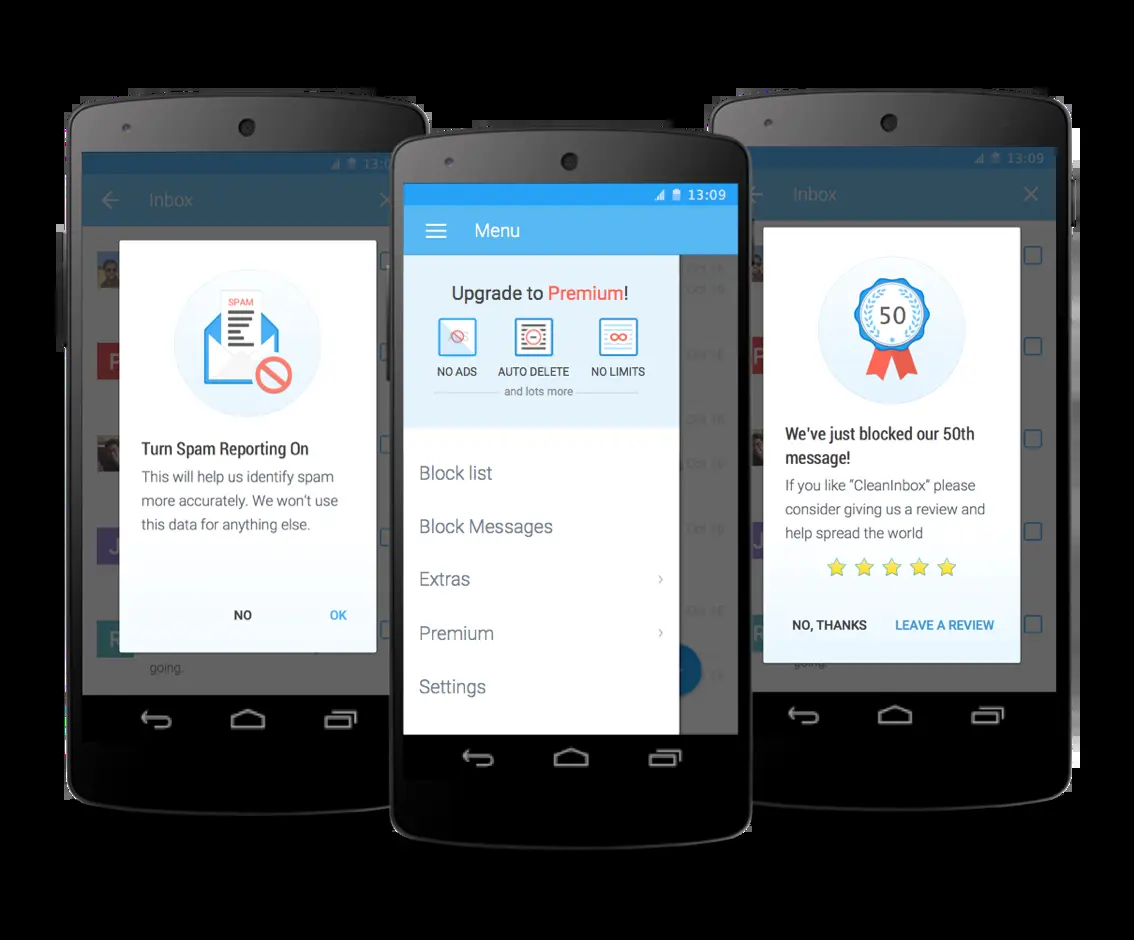 13:0
Inbox
SPAM
Turn Spam Reporting On
This will help us identify spam
more accurately. We won't use
this data for anything else.
NO
OK
going.
13:09
Menu
Upgrade to Premium!
NO ADS
AUTO DELETE
NO LIMITS
and lots more
Block list
Block Messages
Extras
Premium
Settings
13:09
Inbox
50
We've just blocked our 50th
message!
If you like "CleanInbox" please
consider giving us a review and
help spread the world
NO, THANKS
LEAVE A REVIEW
going.